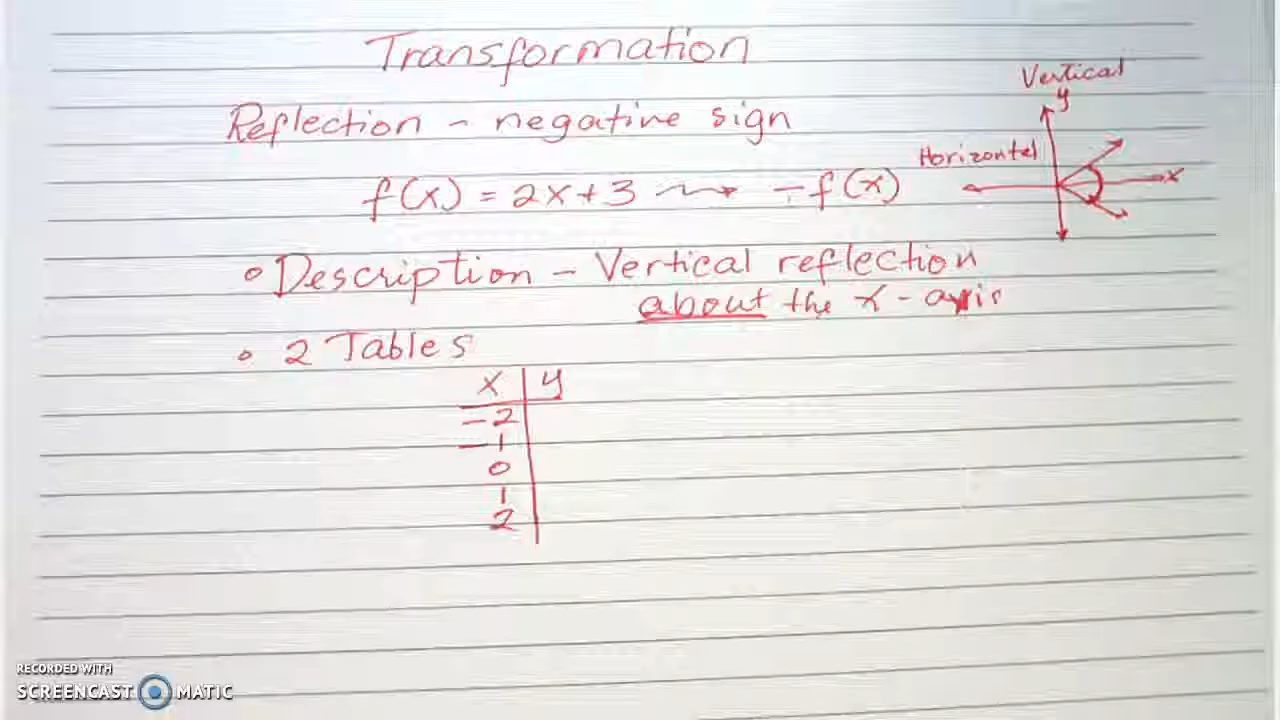 Transformation
Reflection - negative sign
Vertical
y
Horizontal
x
f(x) = 2x+3 ⇝ -f(x)
• Description - Vertical reflection
about the x-axis
• 2 Tables
x | y
-2
-1
0
1
2
RECORDED WITH
SCREENCAST MATIC